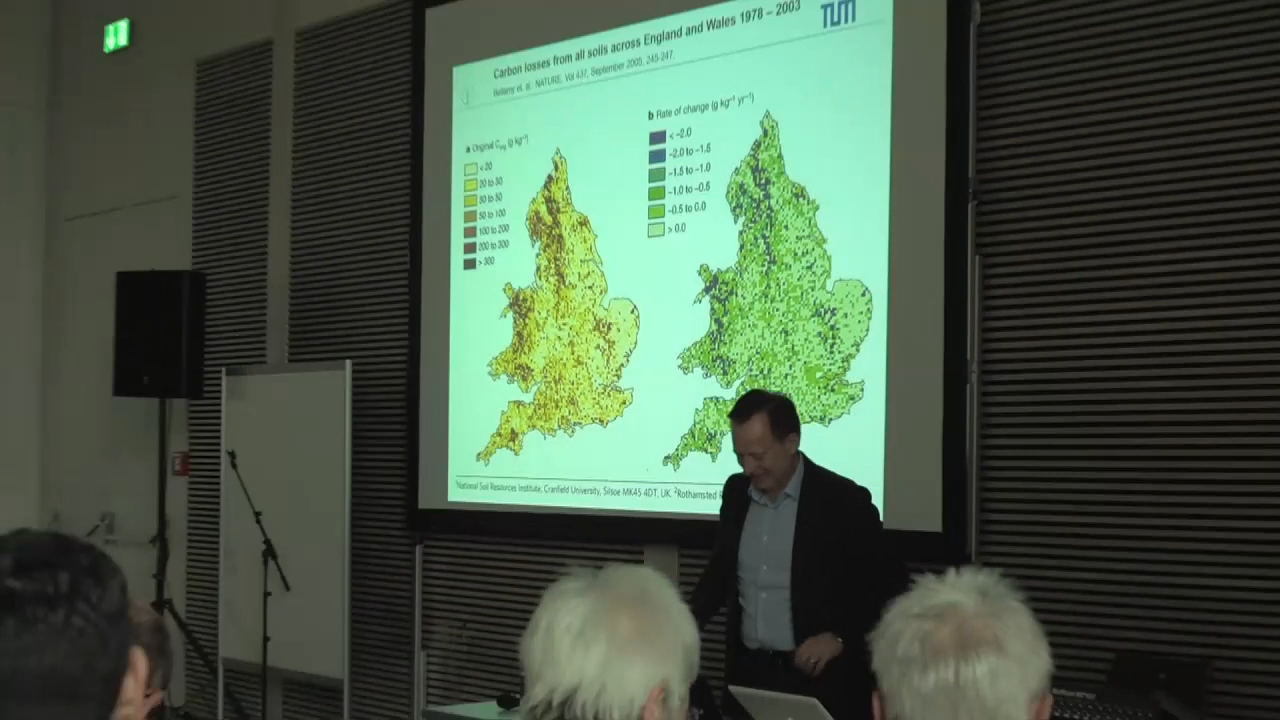 Carbon losses from all soils across England and Wales 1978 – 2003
TUM
Bellamy et. al. NATURE, Vol 437, September 2005, 245-247.
a Original Corg (g kg⁻¹)
< 20
20 to 30
30 to 50
50 to 100
100 to 200
200 to 300
> 300
b Rate of change (g kg⁻¹ yr⁻¹)
< -2.0
-2.0 to -1.5
-1.5 to -1.0
-1.0 to -0.5
-0.5 to 0.0
> 0.0
¹National Soil Resources Institute, Cranfield University, Silsoe MK45 4DT, UK. ²Rothamsted R